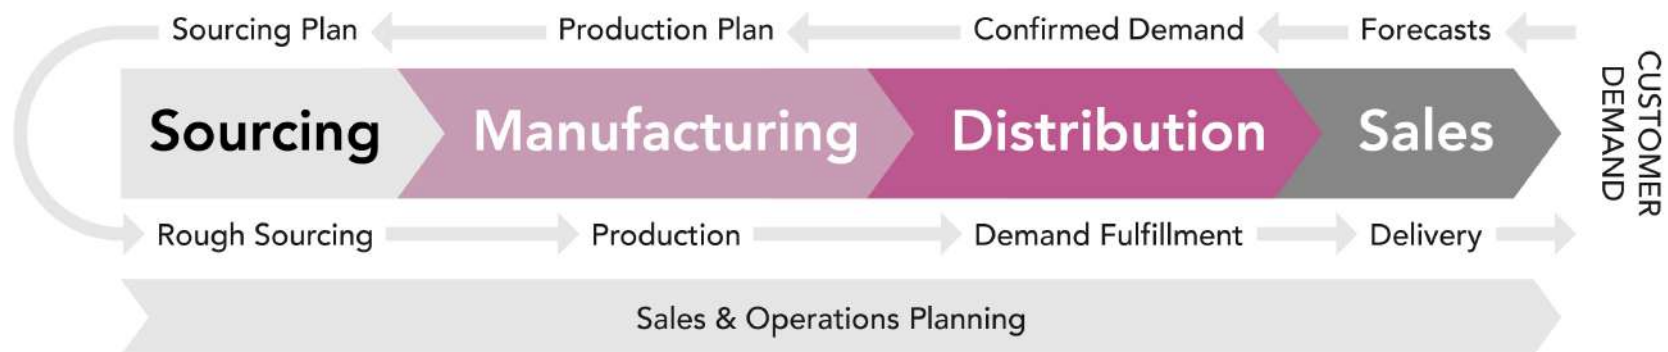 Sourcing Plan Production Plan Confirmed Demand Forecasts
Sourcing Manufacturing Distribution Sales
CUSTOMER
DEMAND
Rough Sourcing Production Demand Fulfillment Delivery
Sales & Operations Planning